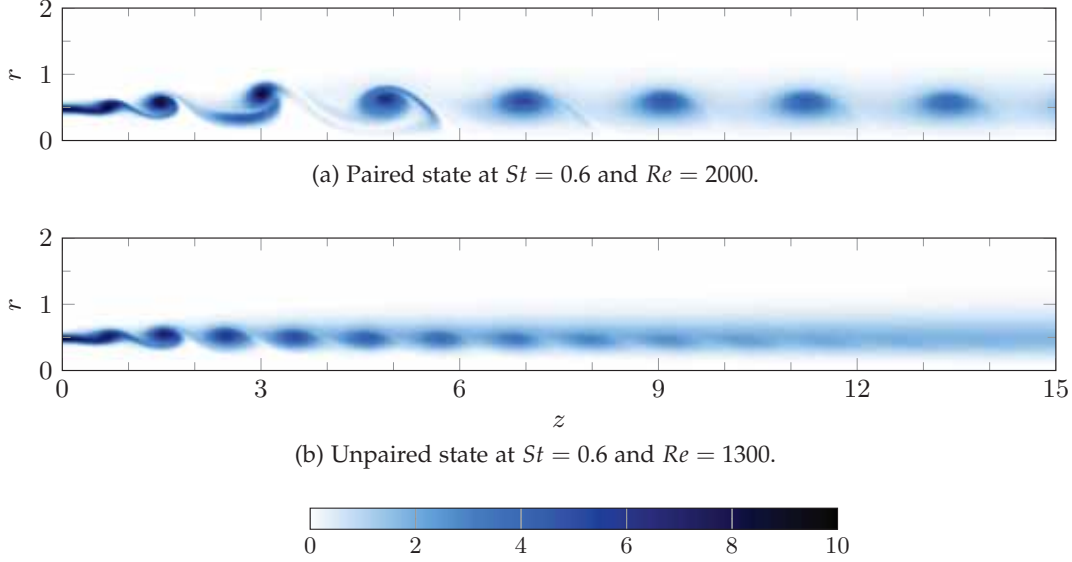 2
1
0
r
(a) Paired state at St = 0.6 and Re = 2000.
2
1
0
r
0 3 6 9 12 15
z
(b) Unpaired state at St = 0.6 and Re = 1300.
0 2 4 6 8 10